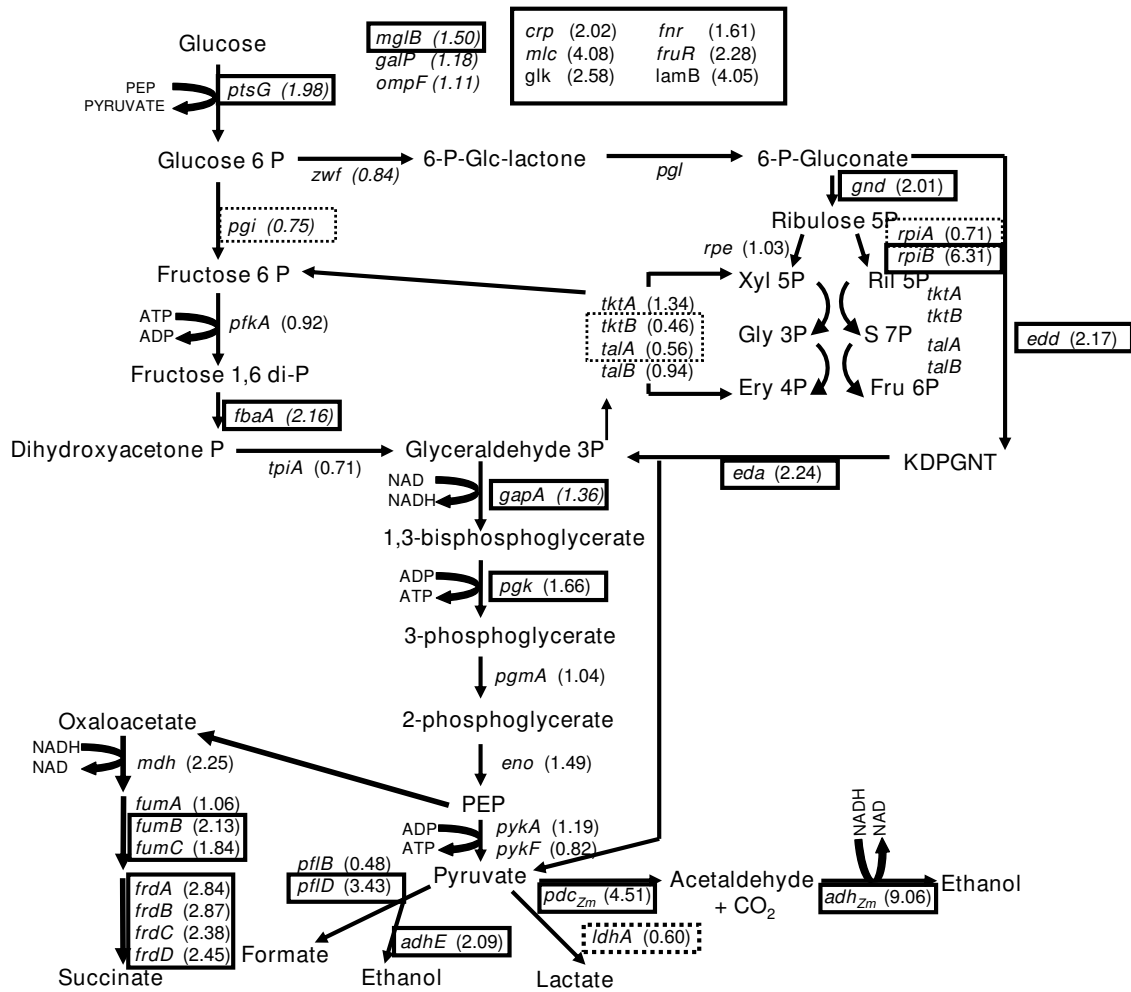 Glucose
mglB (1.50)
galP (1.18)
ompF (1.11)
crp (2.02) fnr (1.61)
mlc (4.08) fruR (2.28)
glk (2.58) lamB (4.05)
PEP
PYRUVATE
ptsG (1.98)
Glucose 6 P
zwf (0.84)
6-P-Glc-lactone
pgl
6-P-Gluconate
gnd (2.01)
pgi (0.75)
Ribulose 5P
rpiA (0.71)
rpiB (6.31)
rpe (1.03)
Fructose 6 P
Xyl 5P
Ril 5P
ATP
ADP
pfkA (0.92)
tktA (1.34)
tktB (0.46)
talA (0.56)
talB (0.94)
tktA
tktB
talA
talB
Gly 3P
S 7P
edd (2.17)
Fructose 1,6 di-P
Ery 4P
Fru 6P
fbaA (2.16)
Dihydroxyacetone P
tpiA (0.71)
Glyceraldehyde 3P
eda (2.24)
KDPGNT
NAD
NADH
gapA (1.36)
1,3-bisphosphoglycerate
ADP
ATP
pgk (1.66)
3-phosphoglycerate
pgmA (1.04)
2-phosphoglycerate
Oxaloacetate
NADH
NAD
mdh (2.25)
eno (1.49)
PEP
fumA (1.06)
fumB (2.13)
fumC (1.84)
ADP
ATP
pykA (1.19)
pykF (0.82)
NADH
NAD
pflB (0.48)
pflD (3.43)
Pyruvate
pdcZm (4.51)
Acetaldehyde
+ CO2
adhZm (9.06)
Ethanol
frdA (2.84)
frdB (2.87)
frdC (2.38)
frdD (2.45)
adhE (2.09)
ldhA (0.60)
Succinate
Formate
Ethanol
Lactate